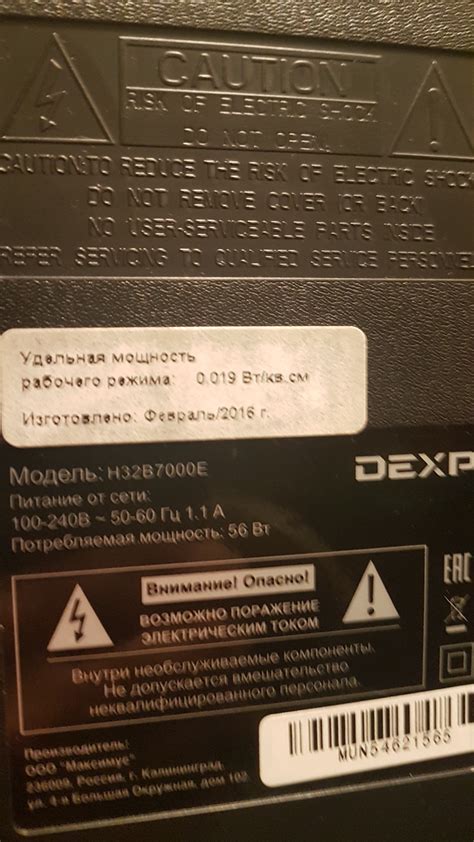 CAUTION
RISK OF ELECTRIC SHOCK
DO NOT OPEN
CAUTION:TO REDUCE THE RISK OF ELECTRIC SHOC
DO NOT REMOVE COVER (OR BACK)
NO USER-SERVICEABLE PARTS INSIDE
REFER SERVICING TO QUALIFIED SERVICE PERSONNEL
Удельная мощность
рабочего режима: 0.019 Вт/кв.см
Изготовлено: Февраль/2016 г.
Модель: H32B7000E
DEXP
Питание от сети:
100-240В ~ 50-60 Гц 1.1 А
Потребляемая мощность: 56 Вт
EAC
Внимание! Опасно!
ВОЗМОЖНО ПОРАЖЕНИЕ
ЭЛЕКТРИЧЕСКИМ ТОКОМ
Внутри необслуживаемые компоненты.
Не допускается вмешательство
неквалифицированного персонала.
MUN54621565
Производитель:
ООО "Максимус"
236009, Россия, г. Калининград,
ул. 4 я Большая Окружная, дом 102